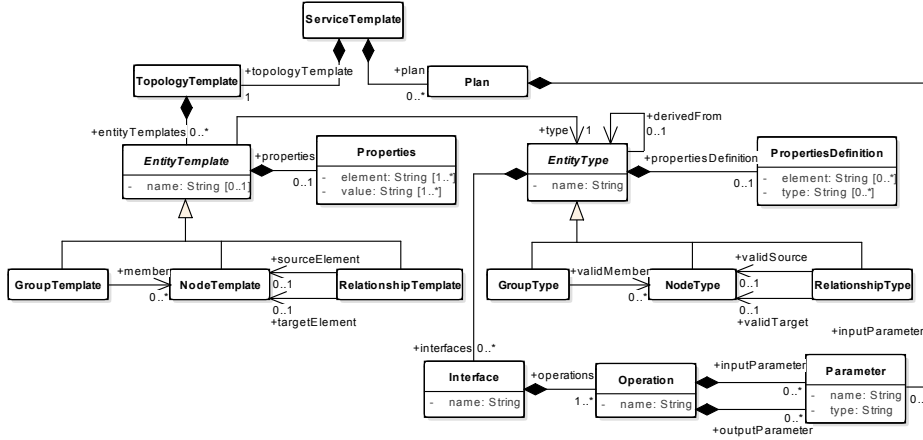 ServiceTemplate
+topologyTemplate
1
+plan
0..*
TopologyTemplate
Plan
+entityTemplates 0..*
+type
1
+derivedFrom
0..1
EntityTemplate
- name: String [0..1]
+properties
0..1
Properties
- element: String [1..*]
- value: String [1..*]
EntityType
- name: String
+propertiesDefinition
0..1
PropertiesDefinition
- element: String [0..*]
- type: String [0..*]
GroupTemplate
+member
0..*
NodeTemplate
+sourceElement
0..1
0..1
+targetElement
RelationshipTemplate
GroupType
+validMember
0..*
NodeType
+validSource
0..1
0..1
+validTarget
RelationshipType
+inputParameter
+interfaces 0..*
Interface
- name: String
+operations
1..*
Operation
- name: String
+inputParameter
0..*
0..*
+outputParameter
Parameter
- name: String
- type: String
0..